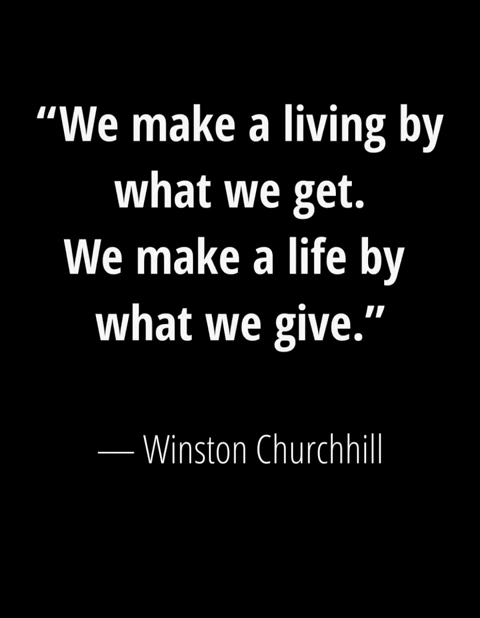 “We make a living by
what we get.
We make a life by
what we give.”
— Winston Churchhill